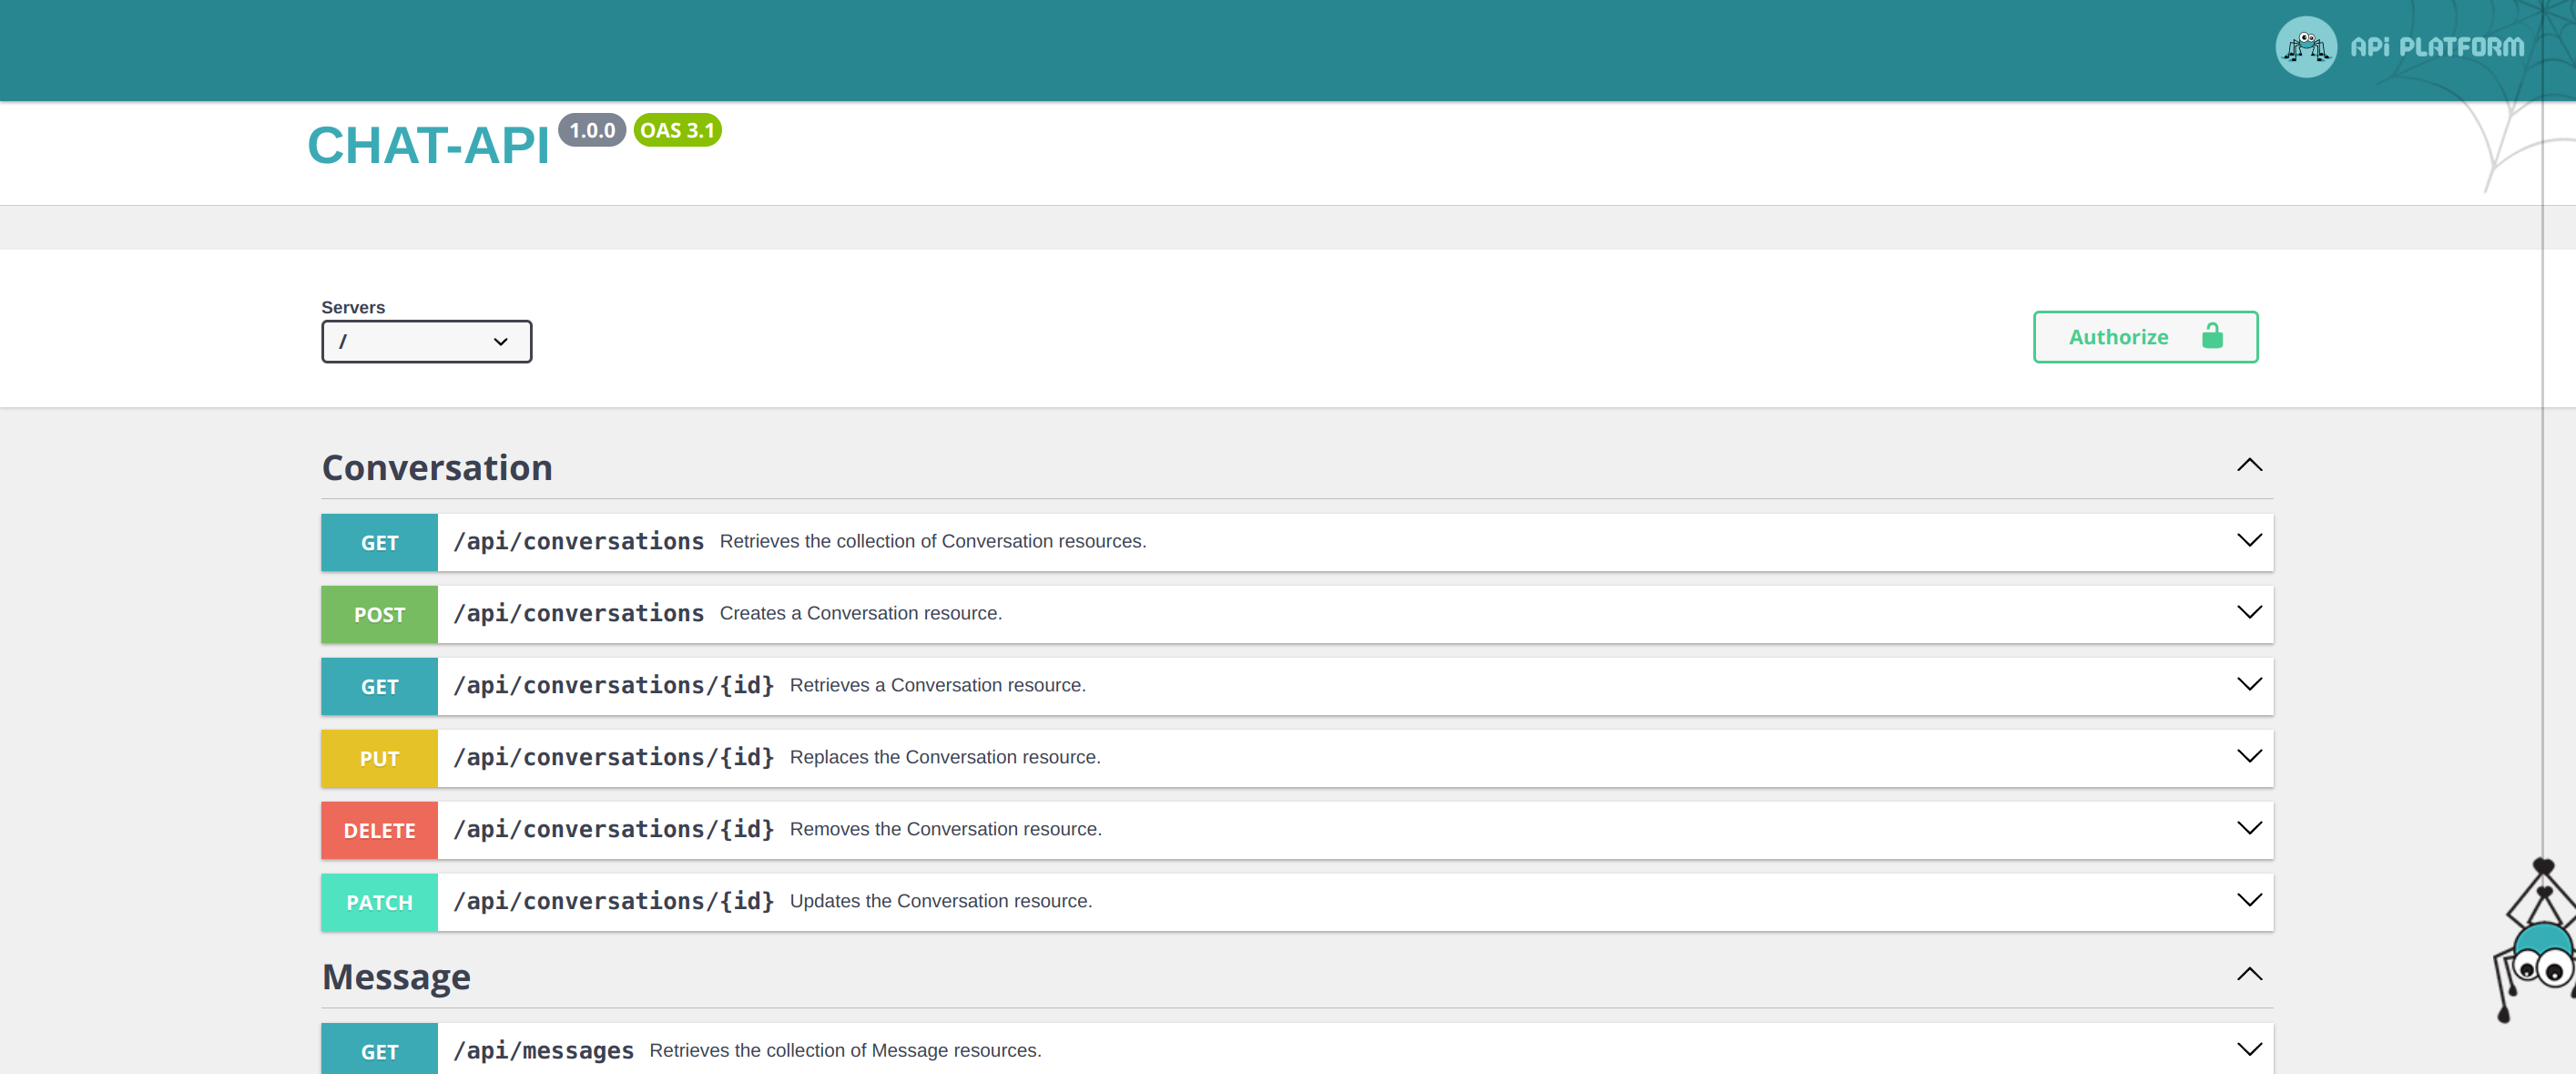 API PLATFORM
CHAT-API 1.0.0 OAS 3.1
Servers
/
Authorize
Conversation
GET /api/conversations Retrieves the collection of Conversation resources.
POST /api/conversations Creates a Conversation resource.
GET /api/conversations/{id} Retrieves a Conversation resource.
PUT /api/conversations/{id} Replaces the Conversation resource.
DELETE /api/conversations/{id} Removes the Conversation resource.
PATCH /api/conversations/{id} Updates the Conversation resource.
Message
GET /api/messages Retrieves the collection of Message resources.